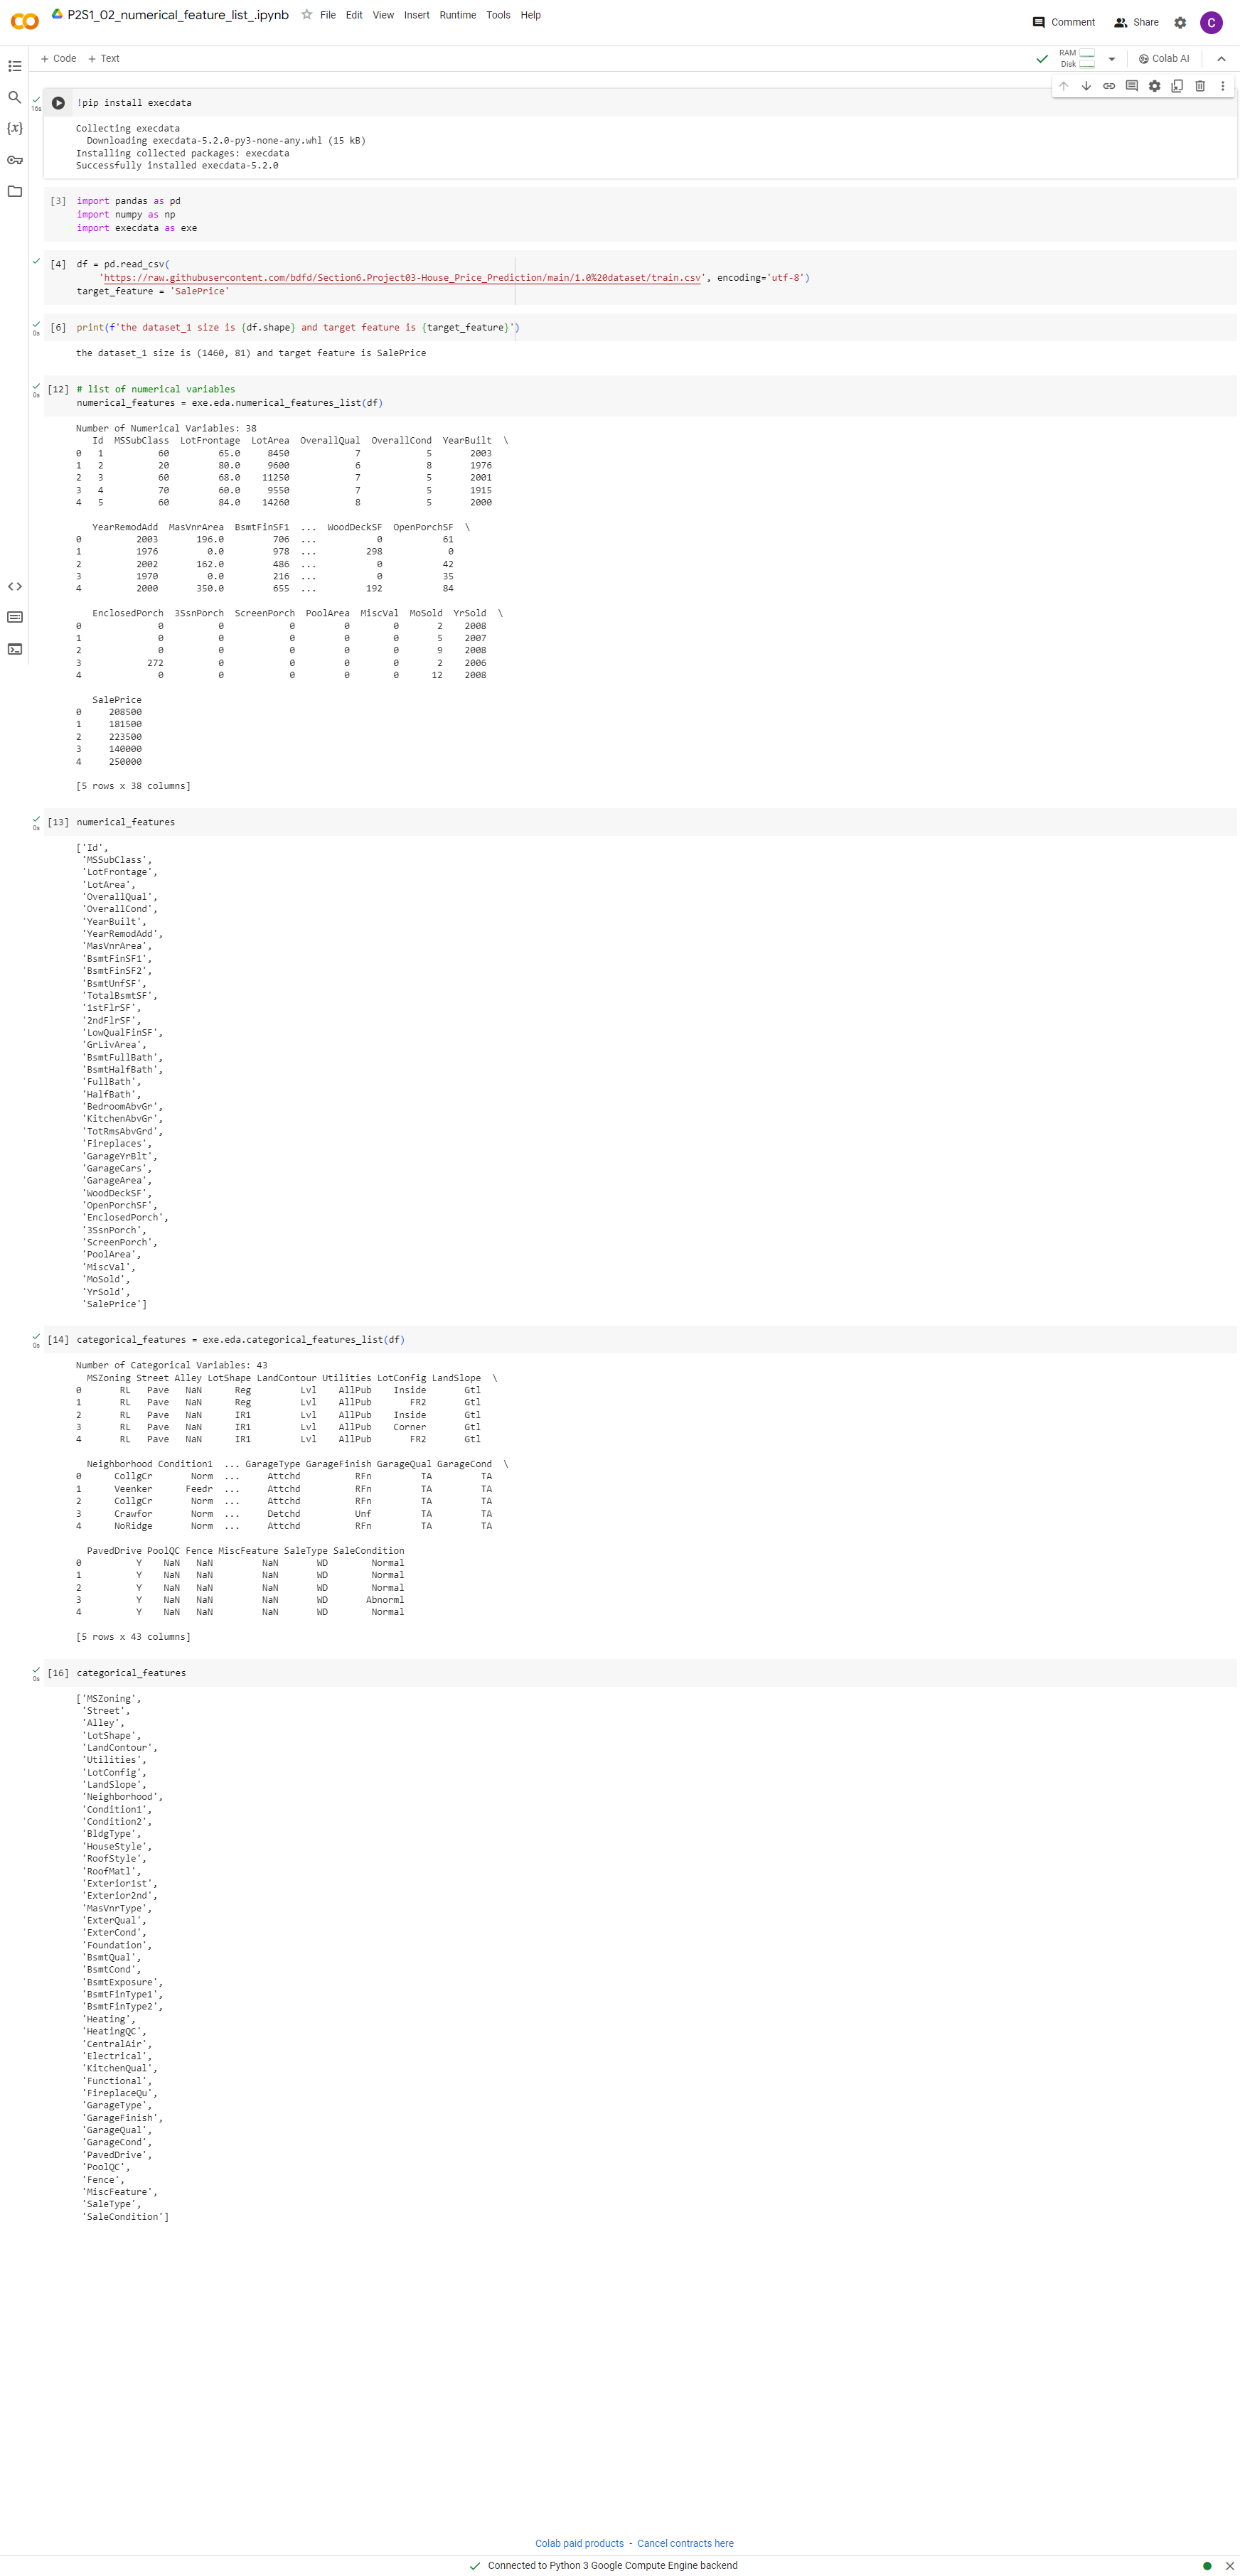 P2S1_02_numerical_feature_list_.ipynb
File Edit View Insert Runtime Tools Help
Comment Share C
+ Code + Text
RAM
Disk
Colab AI
16s
!pip install execdata
Collecting execdata
  Downloading execdata-5.2.0-py3-none-any.whl (15 kB)
Installing collected packages: execdata
Successfully installed execdata-5.2.0
{x}
[3] import pandas as pd
import numpy as np
import execdata as exe
[4] df = pd.read_csv(
    'https://raw.githubusercontent.com/bdfd/Section6.Project03-House_Price_Prediction/main/1.0%20dataset/train.csv', encoding='utf-8')
target_feature = 'SalePrice'
0s
[6] print(f'the dataset_1 size is {df.shape} and target feature is {target_feature}')
the dataset_1 size is (1460, 81) and target feature is SalePrice
0s
[12] # list of numerical variables
numerical_features = exe.eda.numerical_features_list(df)
Number of Numerical Variables: 38
   Id  MSSubClass  LotFrontage  LotArea  OverallQual  OverallCond  YearBuilt  \
0   1          60         65.0     8450            7            5       2003
1   2          20         80.0     9600            6            8       1976
2   3          60         68.0    11250            7            5       2001
3   4          70         60.0     9550            7            5       1915
4   5          60         84.0    14260            8            5       2000
   YearRemodAdd  MasVnrArea  BsmtFinSF1  ...  WoodDeckSF  OpenPorchSF  \
0          2003       196.0         706  ...           0           61
1          1976         0.0         978  ...         298            0
2          2002       162.0         486  ...           0           42
3          1970         0.0         216  ...           0           35
4          2000       350.0         655  ...         192           84
   EnclosedPorch  3SsnPorch  ScreenPorch  PoolArea  MiscVal  MoSold  YrSold  \
0              0          0            0         0        0       2    2008
1              0          0            0         0        0       5    2007
2              0          0            0         0        0       9    2008
3            272          0            0         0        0       2    2006
4              0          0            0         0        0      12    2008
   SalePrice
0     208500
1     181500
2     223500
3     140000
4     250000
[5 rows x 38 columns]
0s
[13] numerical_features
['Id',
 'MSSubClass',
 'LotFrontage',
 'LotArea',
 'OverallQual',
 'OverallCond',
 'YearBuilt',
 'YearRemodAdd',
 'MasVnrArea',
 'BsmtFinSF1',
 'BsmtFinSF2',
 'BsmtUnfSF',
 'TotalBsmtSF',
 '1stFlrSF',
 '2ndFlrSF',
 'LowQualFinSF',
 'GrLivArea',
 'BsmtFullBath',
 'BsmtHalfBath',
 'FullBath',
 'HalfBath',
 'BedroomAbvGr',
 'KitchenAbvGr',
 'TotRmsAbvGrd',
 'Fireplaces',
 'GarageYrBlt',
 'GarageCars',
 'GarageArea',
 'WoodDeckSF',
 'OpenPorchSF',
 'EnclosedPorch',
 '3SsnPorch',
 'ScreenPorch',
 'PoolArea',
 'MiscVal',
 'MoSold',
 'YrSold',
 'SalePrice']
0s
[14] categorical_features = exe.eda.categorical_features_list(df)
Number of Categorical Variables: 43
  MSZoning Street Alley LotShape LandContour Utilities LotConfig LandSlope  \
0       RL   Pave   NaN      Reg         Lvl    AllPub    Inside       Gtl
1       RL   Pave   NaN      Reg         Lvl    AllPub       FR2       Gtl
2       RL   Pave   NaN      IR1         Lvl    AllPub    Inside       Gtl
3       RL   Pave   NaN      IR1         Lvl    AllPub    Corner       Gtl
4       RL   Pave   NaN      IR1         Lvl    AllPub       FR2       Gtl
  Neighborhood Condition1  ... GarageType GarageFinish GarageQual GarageCond  \
0      CollgCr       Norm  ...     Attchd          RFn         TA         TA
1      Veenker      Feedr  ...     Attchd          RFn         TA         TA
2      CollgCr       Norm  ...     Attchd          RFn         TA         TA
3      Crawfor       Norm  ...     Detchd          Unf         TA         TA
4      NoRidge       Norm  ...     Attchd          RFn         TA         TA
  PavedDrive PoolQC Fence MiscFeature SaleType SaleCondition
0          Y    NaN   NaN         NaN       WD        Normal
1          Y    NaN   NaN         NaN       WD        Normal
2          Y    NaN   NaN         NaN       WD        Normal
3          Y    NaN   NaN         NaN       WD       Abnorml
4          Y    NaN   NaN         NaN       WD        Normal
[5 rows x 43 columns]
0s
[16] categorical_features
['MSZoning',
 'Street',
 'Alley',
 'LotShape',
 'LandContour',
 'Utilities',
 'LotConfig',
 'LandSlope',
 'Neighborhood',
 'Condition1',
 'Condition2',
 'BldgType',
 'HouseStyle',
 'RoofStyle',
 'RoofMatl',
 'Exterior1st',
 'Exterior2nd',
 'MasVnrType',
 'ExterQual',
 'ExterCond',
 'Foundation',
 'BsmtQual',
 'BsmtCond',
 'BsmtExposure',
 'BsmtFinType1',
 'BsmtFinType2',
 'Heating',
 'HeatingQC',
 'CentralAir',
 'Electrical',
 'KitchenQual',
 'Functional',
 'FireplaceQu',
 'GarageType',
 'GarageFinish',
 'GarageQual',
 'GarageCond',
 'PavedDrive',
 'PoolQC',
 'Fence',
 'MiscFeature',
 'SaleType',
 'SaleCondition']
Colab paid products - Cancel contracts here
Connected to Python 3 Google Compute Engine backend